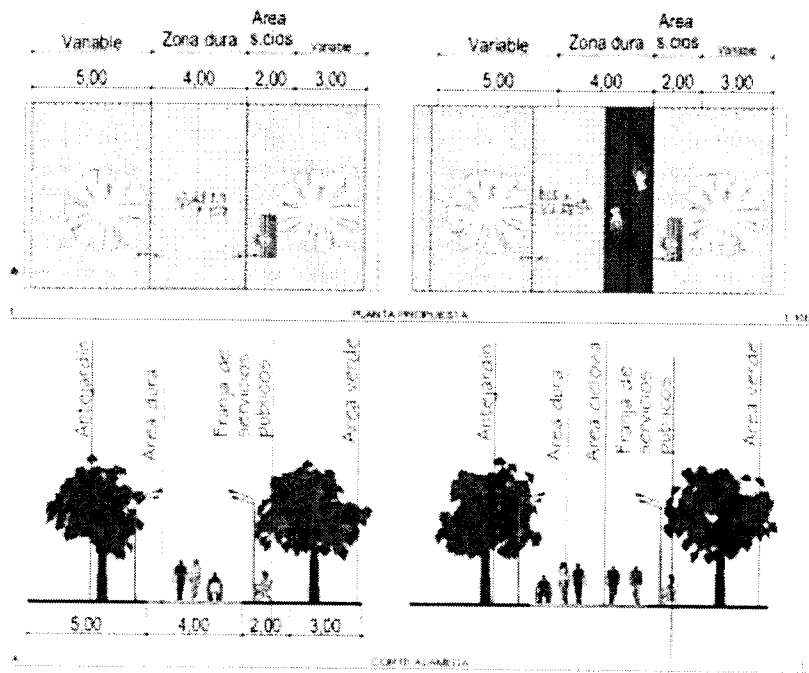 Variable Zona dura Area s.cios Variable
5,00 4,00 2,00 3,00
Variable Zona dura Area s.cios Variable
5,00 4,00 2,00 3,00
PLANTA PROPUESTA
Antejardin
Area dura
Franja de servicios publicos
Area verde
Antejardin
Area dura
Area ciclovia
Franja de servicios publicos
Area verde
5,00 4,00 2,00 3,00
CORTE ALAMEDA